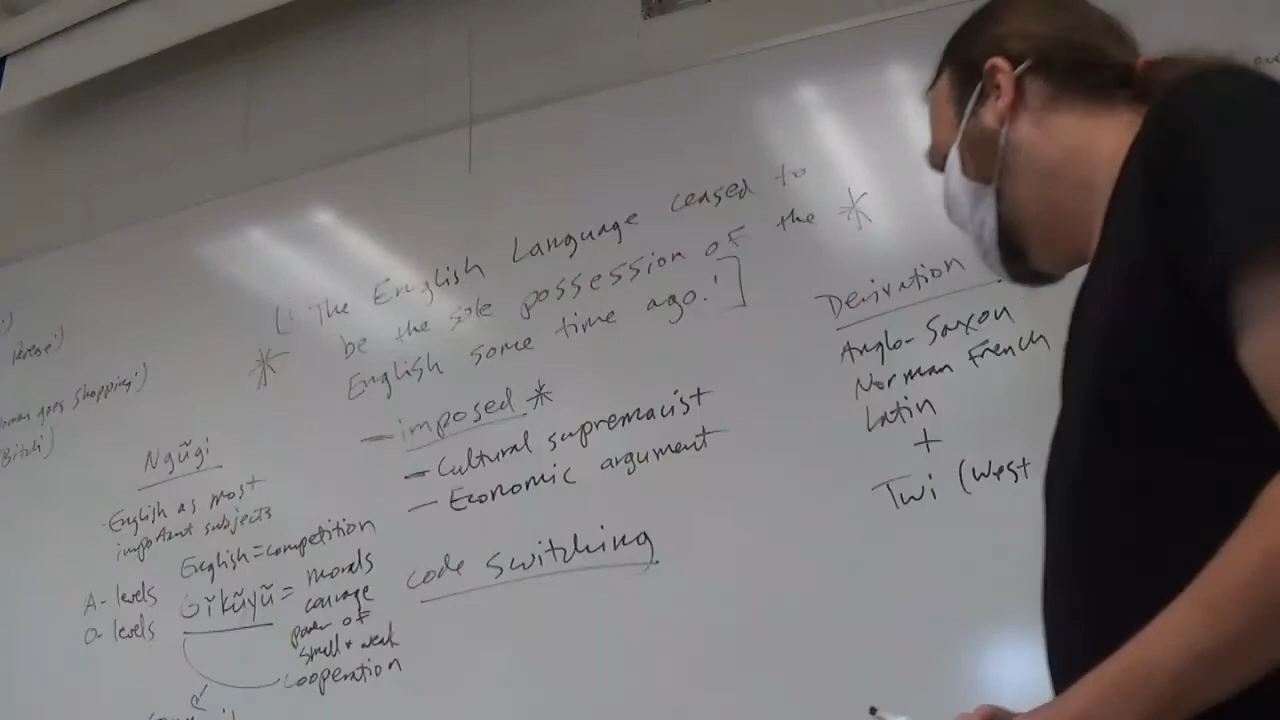 oman goes shopping!)
Bitch)
['The English Language ceased to
be the sole possession of the *
* English some time ago.']
- imposed *
- Cultural supremacist
- Economic argument
code switching
Ngũgĩ
- English as most
important subjects
English = competition
A-levels
O-levels
Gĩkũyũ = morals
courage
power of
small + weak
cooperation
Derivation
Anglo-Saxon
Norman French
Latin
+
Twi (West